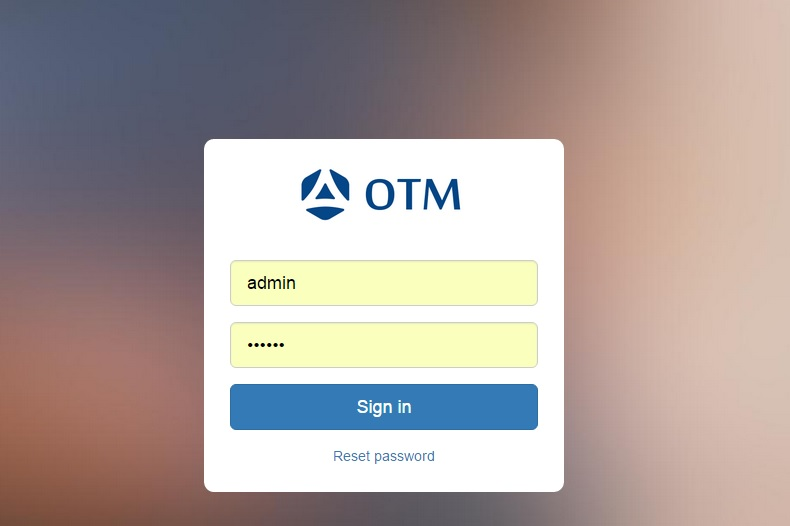 OTM
admin
••••••
Sign in
Reset password